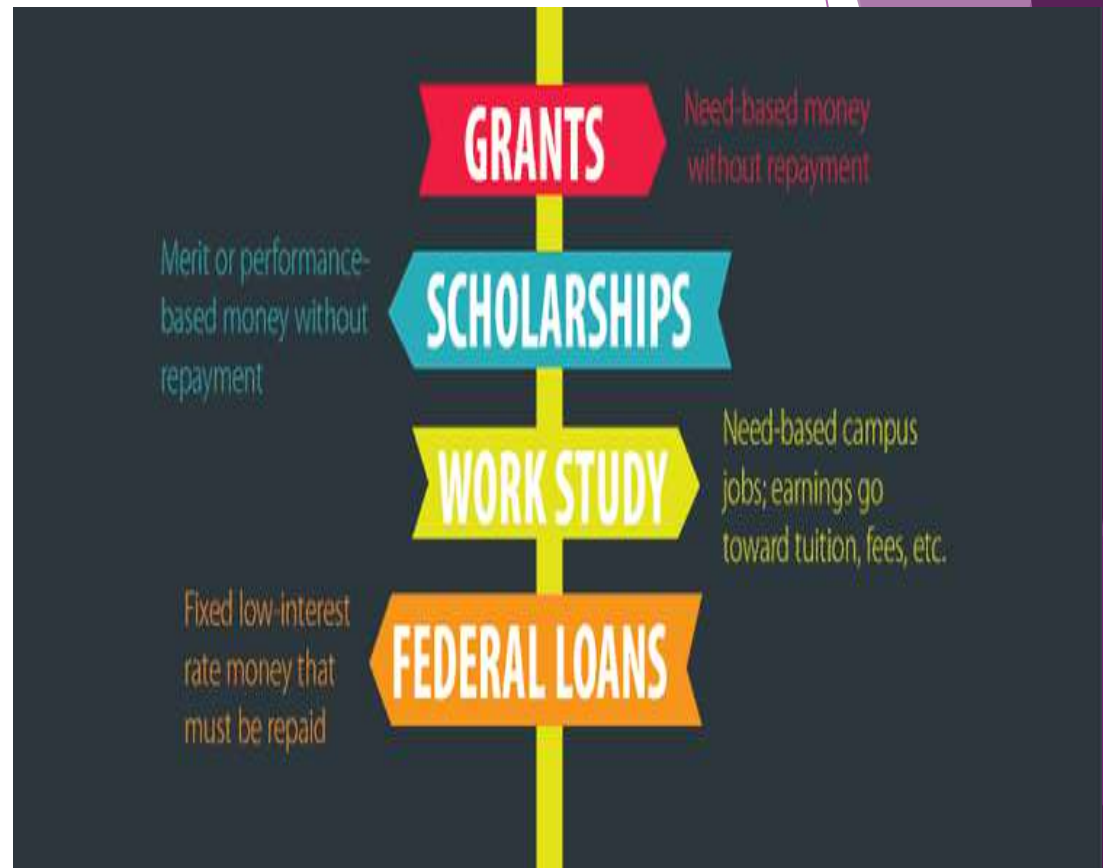 GRANTS
Need-based money
without repayment
SCHOLARSHIPS
Merit or performance-
based money without
repayment
WORK STUDY
Need-based campus
jobs; earnings go
toward tuition, fees, etc.
FEDERAL LOANS
Fixed low-interest
rate money that
must be repaid